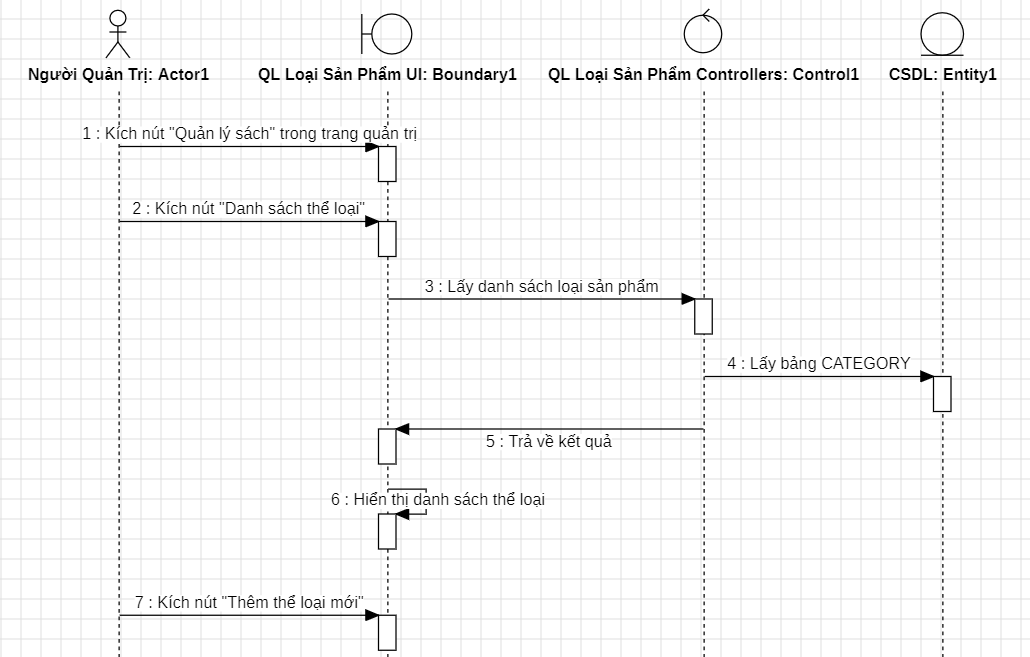 Người Quản Trị: Actor1
QL Loại Sản Phẩm UI: Boundary1
QL Loại Sản Phẩm Controllers: Control1
CSDL: Entity1
1 : Kích nút "Quản lý sách" trong trang quản trị
2 : Kích nút "Danh sách thể loại"
3 : Lấy danh sách loại sản phẩm
4 : Lấy bảng CATEGORY
5 : Trả về kết quả
6 : Hiển thị danh sách thể loại
7 : Kích nút "Thêm thể loại mới"